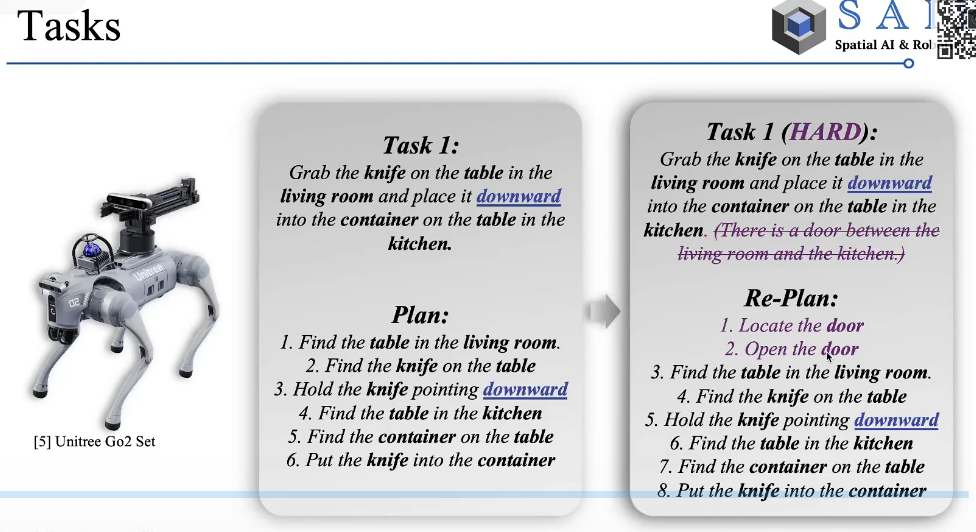 Tasks
S A I
Spatial AI & Rob
Unitree
02
[5] Unitree Go2 Set
Task 1:
Grab the knife on the table in the
living room and place it downward
into the container on the table in the
kitchen.
Plan:
1. Find the table in the living room.
2. Find the knife on the table
3. Hold the knife pointing downward
4. Find the table in the kitchen
5. Find the container on the table
6. Put the knife into the container
Task 1 (HARD):
Grab the knife on the table in the
living room and place it downward
into the container on the table in the
kitchen. (There is a door between the
living room and the kitchen.)
Re-Plan:
1. Locate the door
2. Open the door
3. Find the table in the living room.
4. Find the knife on the table
5. Hold the knife pointing downward
6. Find the table in the kitchen
7. Find the container on the table
8. Put the knife into the container